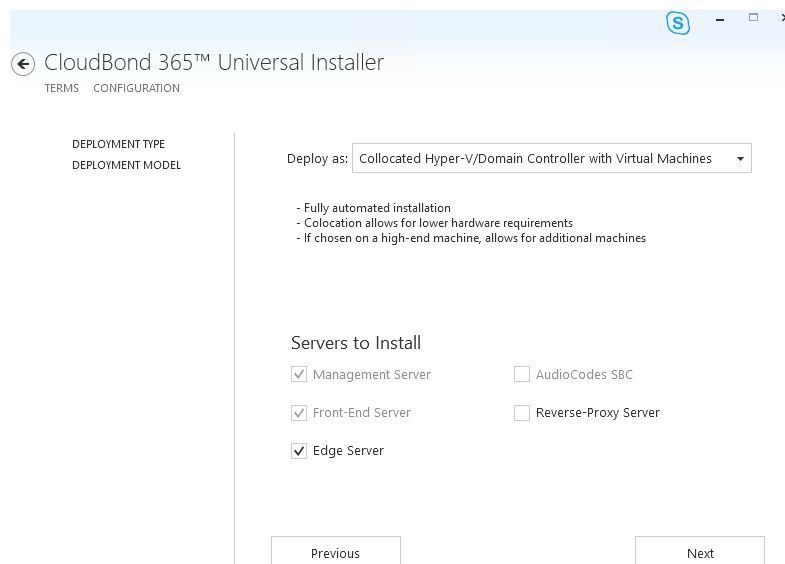 CloudBond 365™ Universal Installer
TERMS CONFIGURATION
DEPLOYMENT TYPE
DEPLOYMENT MODEL
Deploy as: Collocated Hyper-V/Domain Controller with Virtual Machines
- Fully automated installation
- Colocation allows for lower hardware requirements
- If chosen on a high-end machine, allows for additional machines
Servers to Install
Management Server AudioCodes SBC
Front-End Server Reverse-Proxy Server
Edge Server
Previous Next